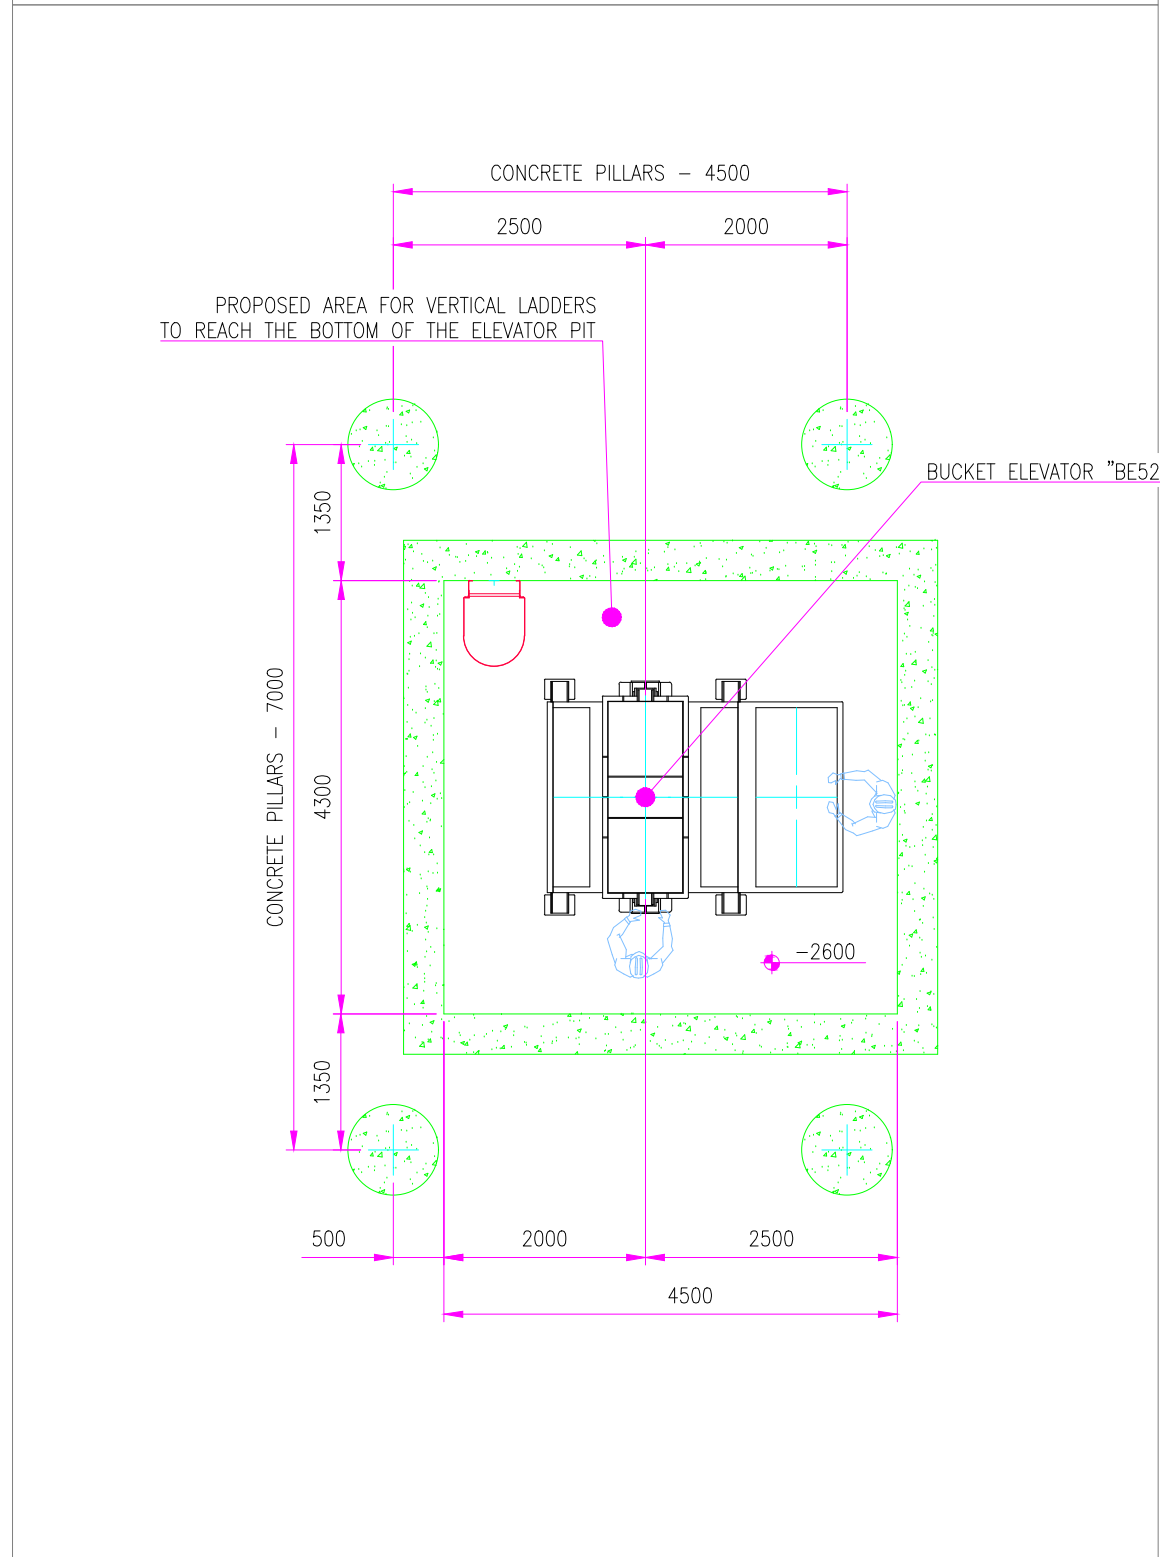 CONCRETE PILLARS - 4500
2500
2000
PROPOSED AREA FOR VERTICAL LADDERS
TO REACH THE BOTTOM OF THE ELEVATOR PIT
BUCKET ELEVATOR "BE52
1350
CONCRETE PILLARS - 7000
4300
-2600
1350
500
2000
2500
4500